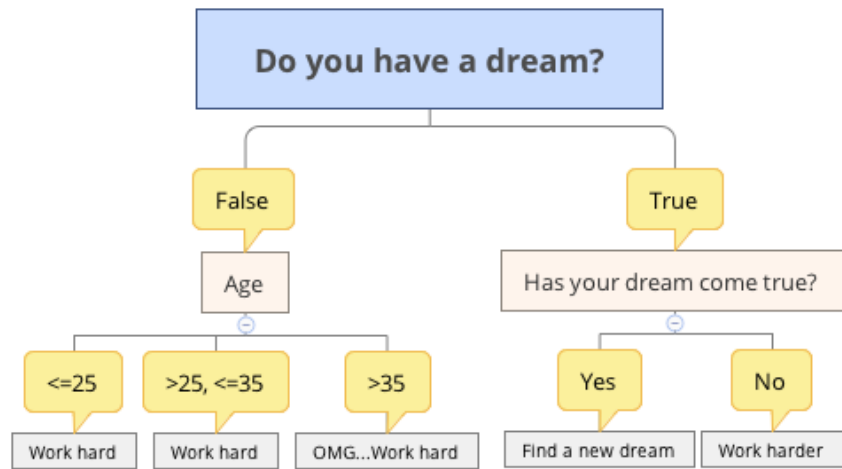 Do you have a dream?
False
True
Age
Has your dream come true?
<=25
>25, <=35
>35
Yes
No
Work hard
Work hard
OMG...Work hard
Find a new dream
Work harder